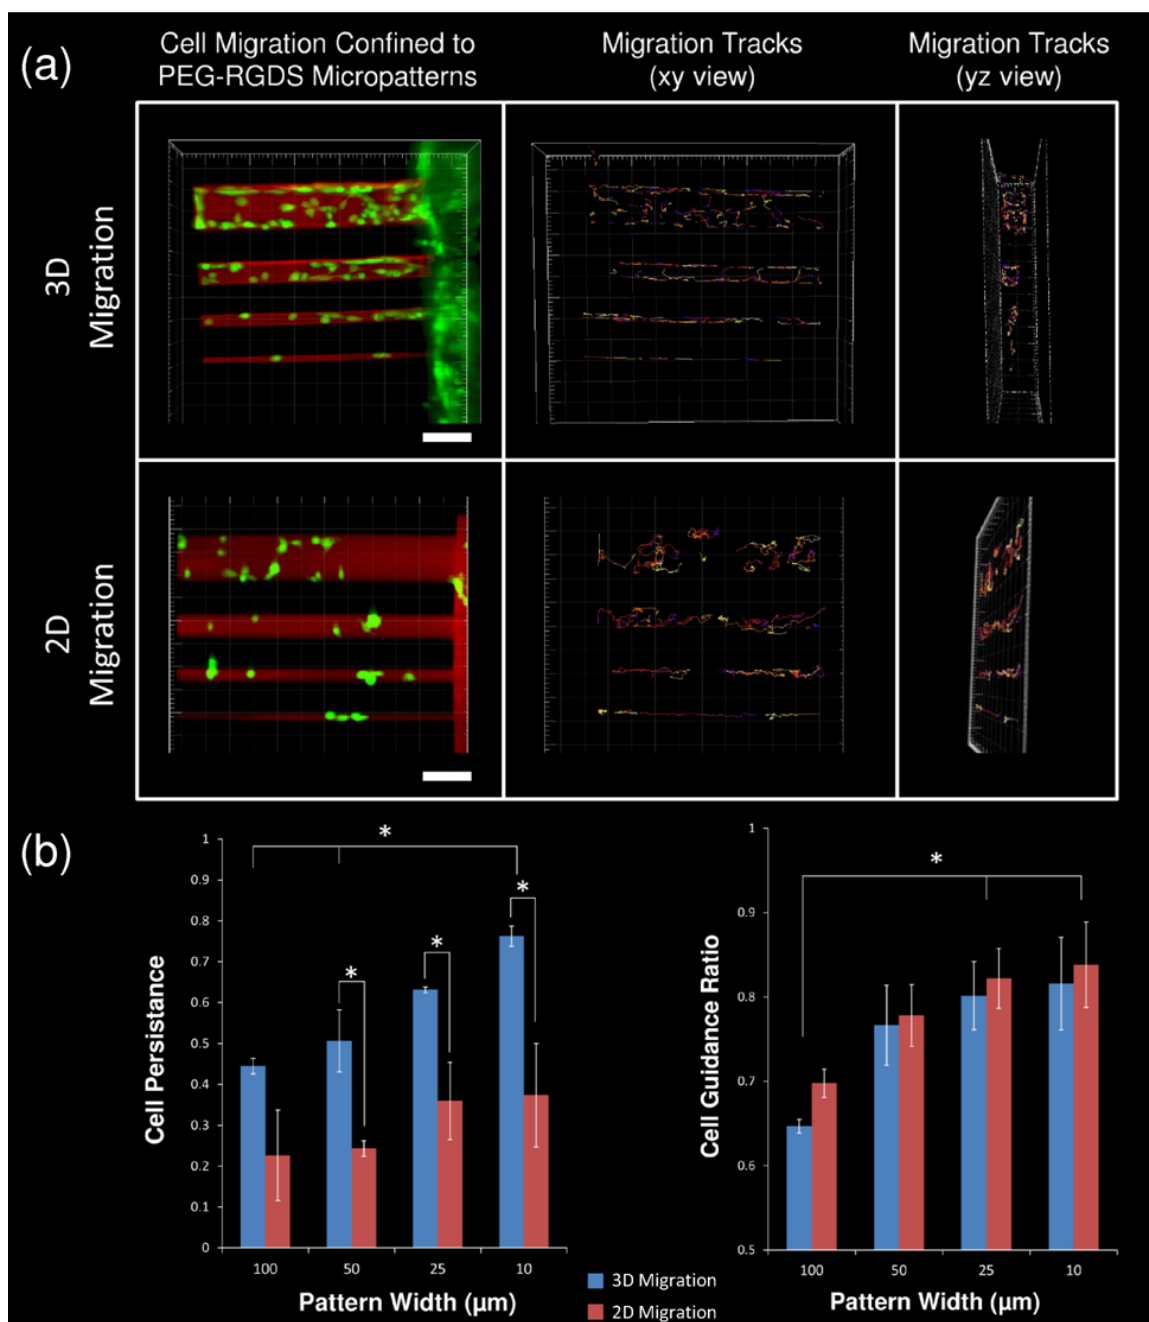 (a)
Cell Migration Confined to
PEG-RGDS Micropatterns
Migration Tracks
(xy view)
Migration Tracks
(yz view)
3D
Migration
2D
Migration
(b)
Cell Persistance
1
0.9
0.8
0.7
0.6
0.5
0.4
0.3
0.2
0.1
0
*
*
*
*
100
50
25
10
Pattern Width (μm)
3D Migration
2D Migration
Cell Guidance Ratio
1
0.9
0.8
0.7
0.6
0.5
*
100
50
25
10
Pattern Width (μm)